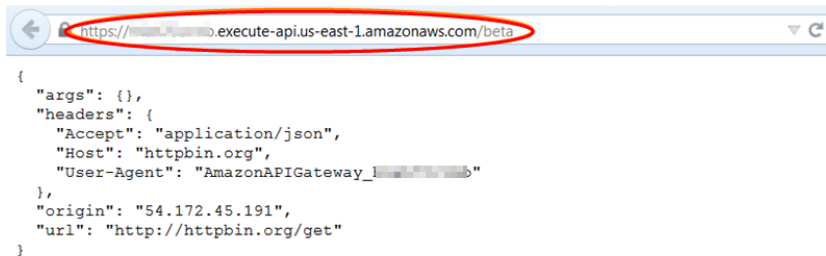 https:// .execute-api.us-east-1.amazonaws.com/beta
{
"args": {},
"headers": {
"Accept": "application/json",
"Host": "httpbin.org",
"User-Agent": "AmazonAPIGateway_ "
},
"origin": "54.172.45.191",
"url": "http://httpbin.org/get"
}